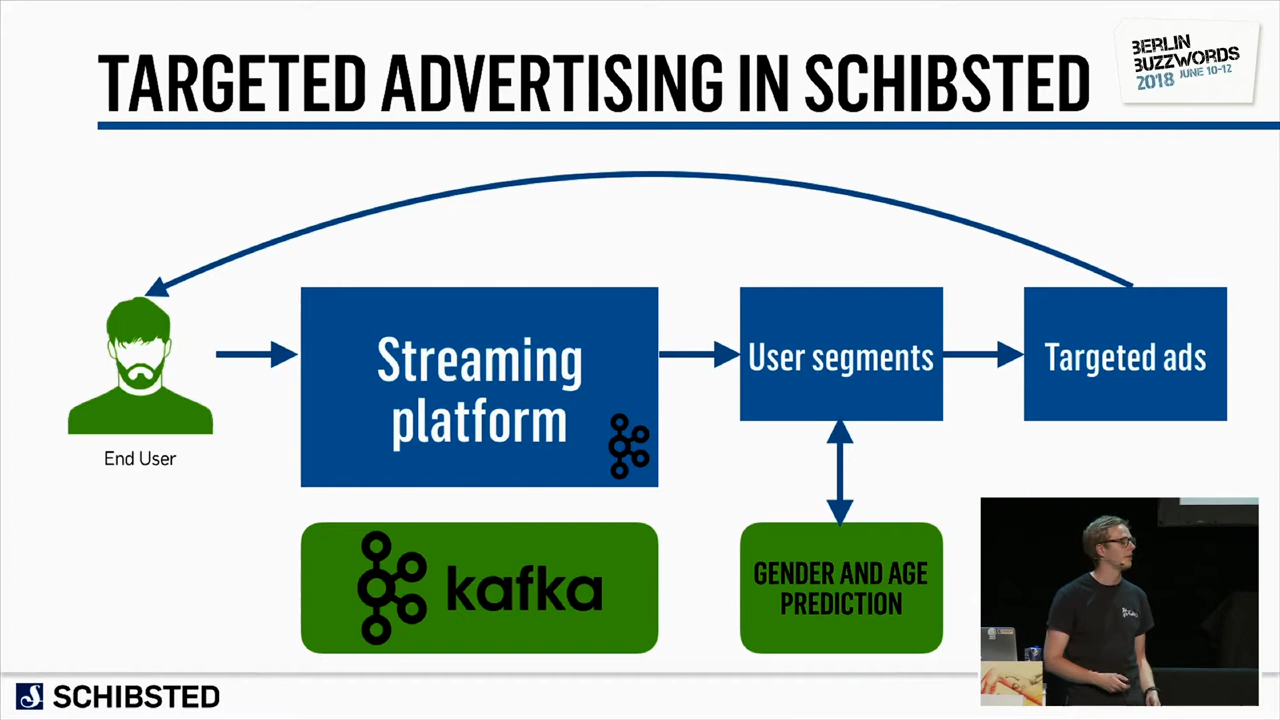 TARGETED ADVERTISING IN SCHIBSTED
BERLIN
BUZZWORDS
2018 JUNE 10-12
Streaming
platform
User segments
Targeted ads
End User
kafka
GENDER AND AGE
PREDICTION
SCHIBSTED